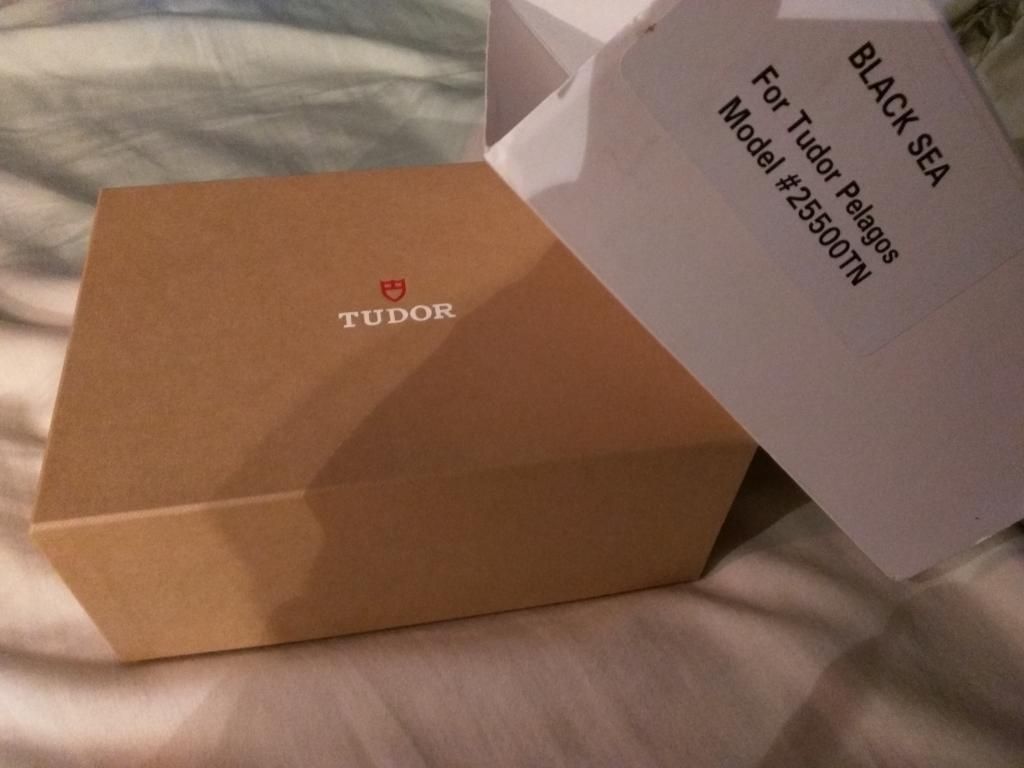 TUDOR
BLACK SEA
For Tudor Pelagos
Model #25500TN